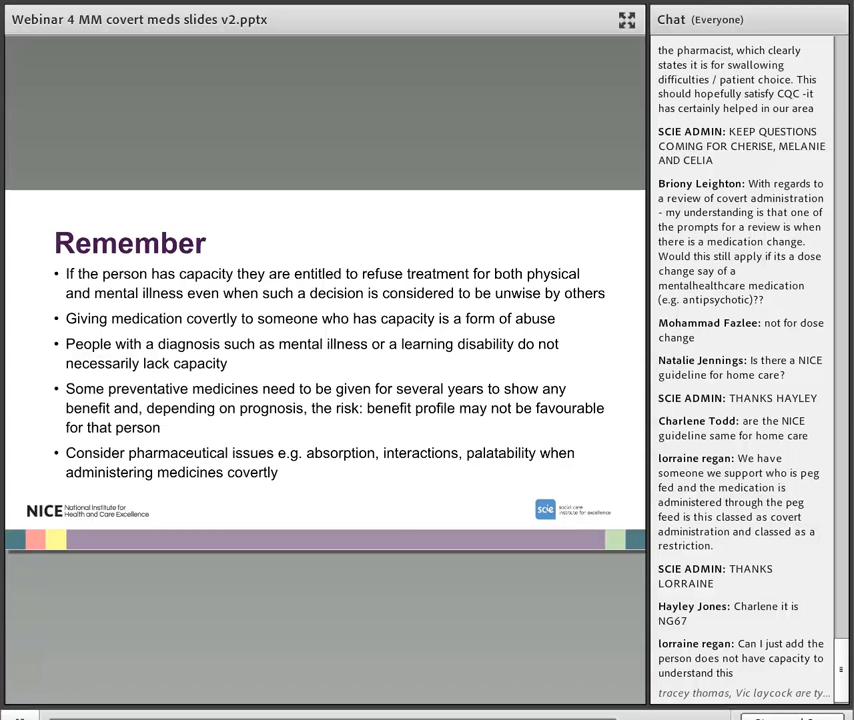 Webinar 4 MM covert meds slides v2.pptx
Remember
• If the person has capacity they are entitled to refuse treatment for both physical
and mental illness even when such a decision is considered to be unwise by others
• Giving medication covertly to someone who has capacity is a form of abuse
• People with a diagnosis such as mental illness or a learning disability do not
necessarily lack capacity
• Some preventative medicines need to be given for several years to show any
benefit and, depending on prognosis, the risk: benefit profile may not be favourable
for that person
• Consider pharmaceutical issues e.g. absorption, interactions, palatability when
administering medicines covertly
NICE National Institute for
Health and Care Excellence
scie social care
institute for excellence
Chat (Everyone)
the pharmacist, which clearly
states it is for swallowing
difficulties / patient choice. This
should hopefully satisfy CQC -it
has certainly helped in our area
SCIE ADMIN: KEEP QUESTIONS
COMING FOR CHERISE, MELANIE
AND CELIA
Briony Leighton: With regards to
a review of covert administration
- my understanding is that one of
the prompts for a review is when
there is a medication change.
Would this still apply if its a dose
change say of a
mentalhealthcare medication
(e.g. antipsychotic)??
Mohammad Fazlee: not for dose
change
Natalie Jennings: Is there a NICE
guideline for home care?
SCIE ADMIN: THANKS HAYLEY
Charlene Todd: are the NICE
guideline same for home care
lorraine regan: We have
someone we support who is peg
fed and the medication is
administered through the peg
feed is this classed as covert
administration and classed as a
restriction.
SCIE ADMIN: THANKS
LORRAINE
Hayley Jones: Charlene it is
NG67
lorraine regan: Can I just add the
person does not have capacity to
understand this
tracey thomas, Vic laycock are ty...